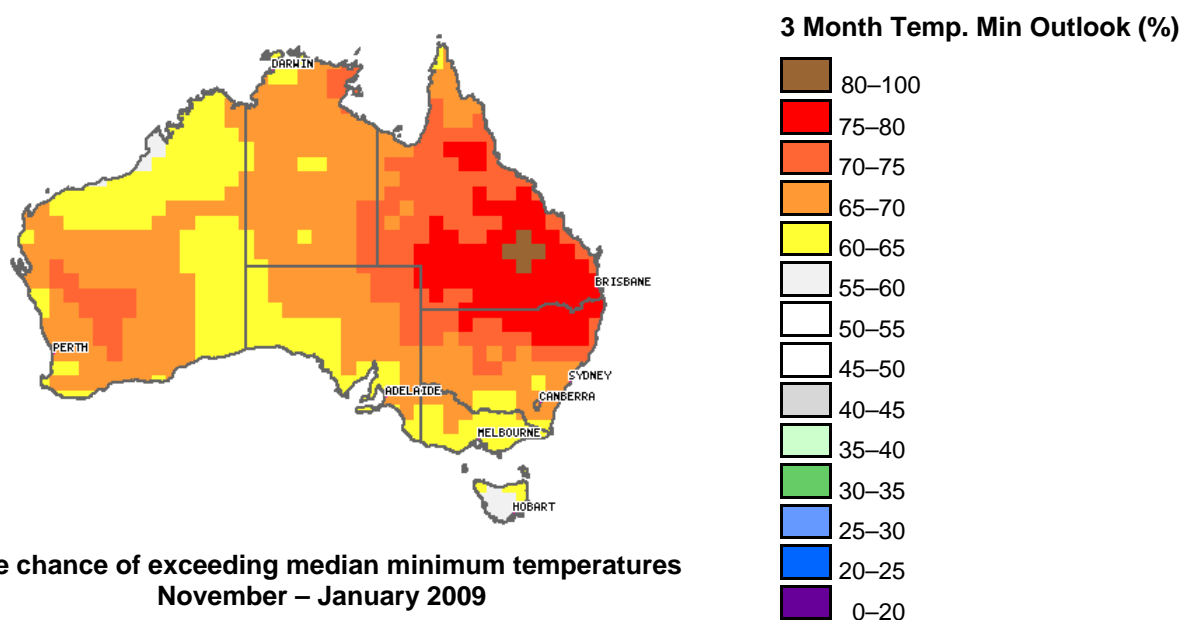 3 Month Temp. Min Outlook (%)
80–100
75–80
70–75
65–70
60–65
55–60
50–55
45–50
40–45
35–40
30–35
25–30
20–25
0–20
DARWIN
BRISBANE
PERTH
SYDNEY
ADELAIDE
CANBERRA
MELBOURNE
HOBART
e chance of exceeding median minimum temperatures
November – January 2009